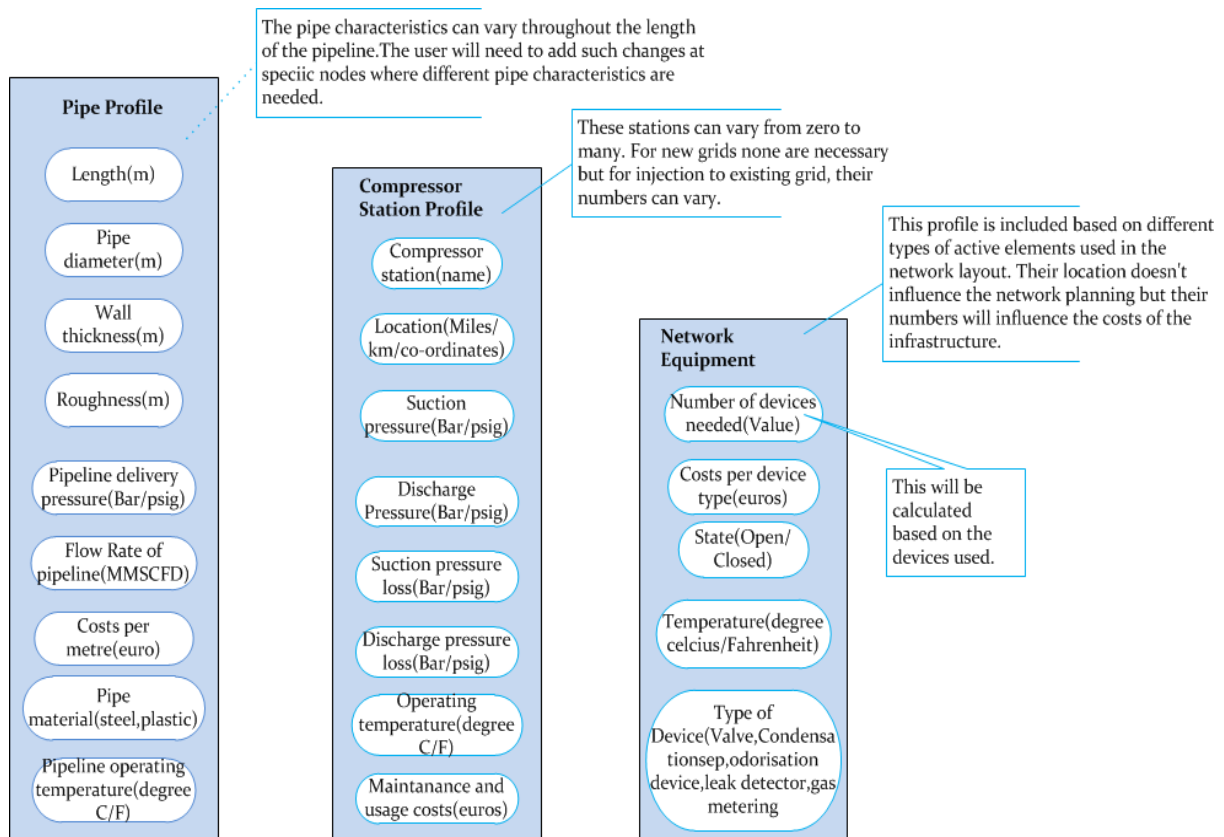 The pipe characteristics can vary throughout the length
of the pipeline.The user will need to add such changes at
speciic nodes where different pipe characteristics are
needed.
Pipe Profile
Length(m)
Pipe
diameter(m)
Wall
thickness(m)
Roughness(m)
Pipeline delivery
pressure(Bar/psig)
Flow Rate of
pipeline(MMSCFD)
Costs per
metre(euro)
Pipe
material(steel,plastic)
Pipeline operating
temperature(degree
C/F)
These stations can vary from zero to
many. For new grids none are necessary
but for injection to existing grid, their
numbers can vary.
Compressor
Station Profile
Compressor
station(name)
Location(Miles/
km/co-ordinates)
Suction
pressure(Bar/psig)
Discharge
Pressure(Bar/psig)
Suction pressure
loss(Bar/psig)
Discharge pressure
loss(Bar/psig)
Operating
temperature(degree
C/F)
Maintanance and
usage costs(euros)
This profile is included based on different
types of active elements used in the
network layout. Their location doesn't
influence the network planning but their
numbers will influence the costs of the
infrastructure.
Network
Equipment
Number of devices
needed(Value)
Costs per device
type(euros)
State(Open/
Closed)
Temperature(degree
celcius/Fahrenheit)
Type of
Device(Valve,Condensa
tionsep,odorisation
device,leak detector,gas
metering
This will be
calculated
based on the
devices used.